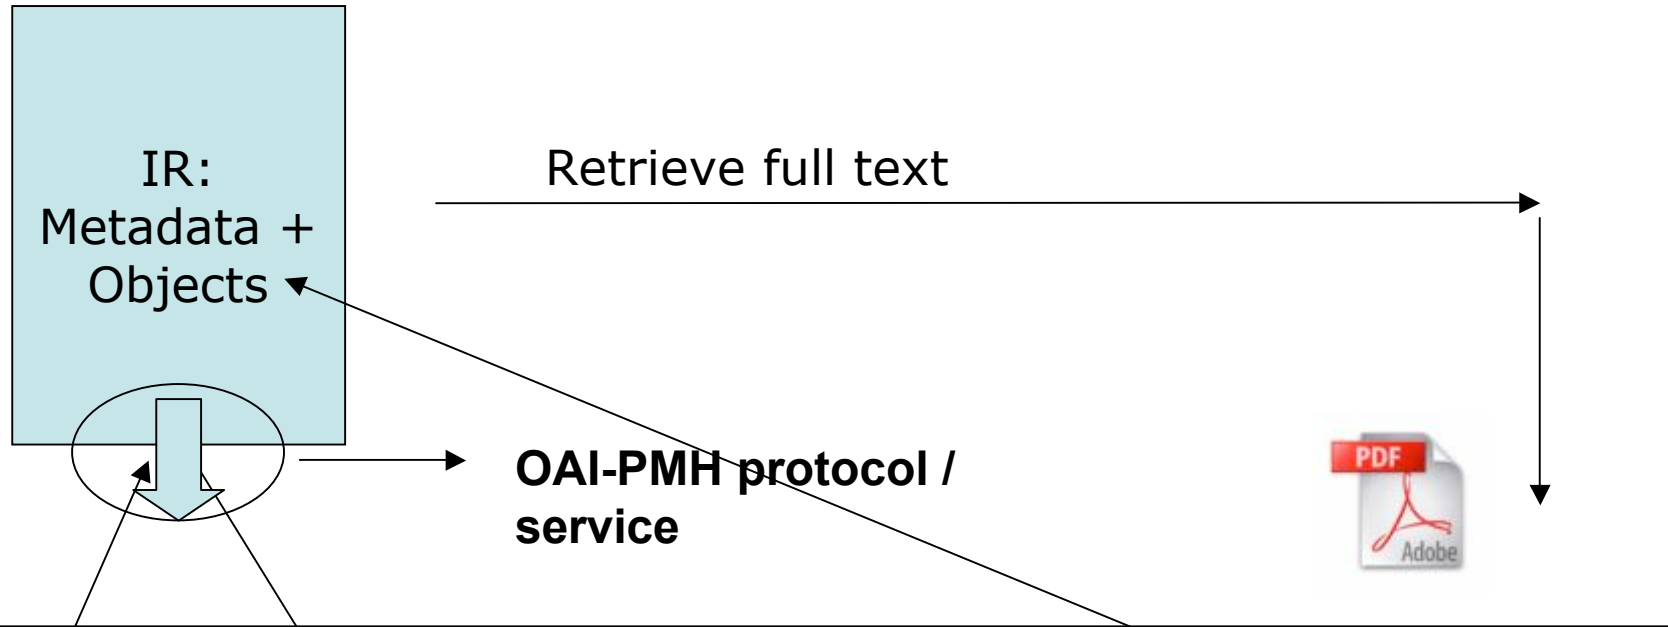 IR:
Metadata +
Objects
Retrieve full text
OAI-PMH protocol /
service
PDF
Adobe